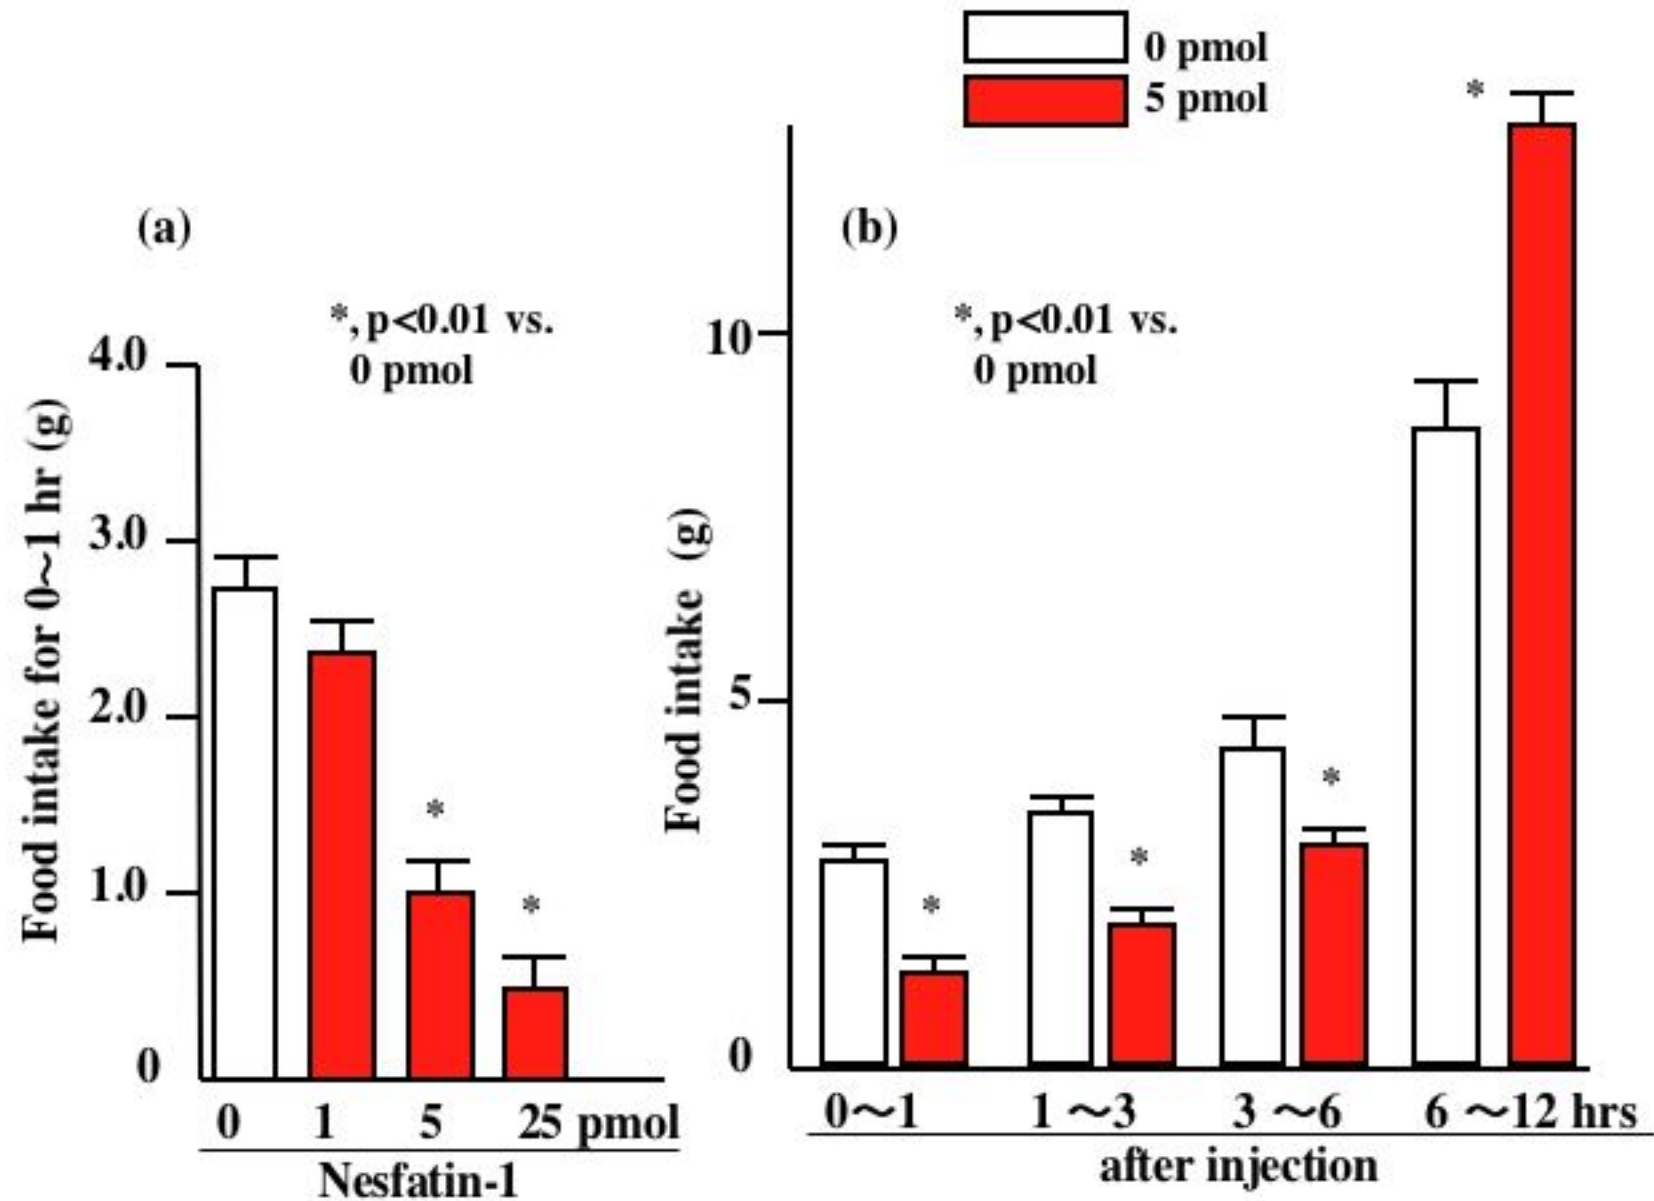 0 pmol
5 pmol
*
(a)
*, p<0.01 vs.
0 pmol
4.0
3.0
2.0
1.0
0
Food intake for 0~1 hr (g)
*
*
0 1 5 25 pmol
Nesfatin-1
(b)
*, p<0.01 vs.
0 pmol
10
5
0
Food intake (g)
*
*
*
0~1 1~3 3~6 6~12 hrs
after injection